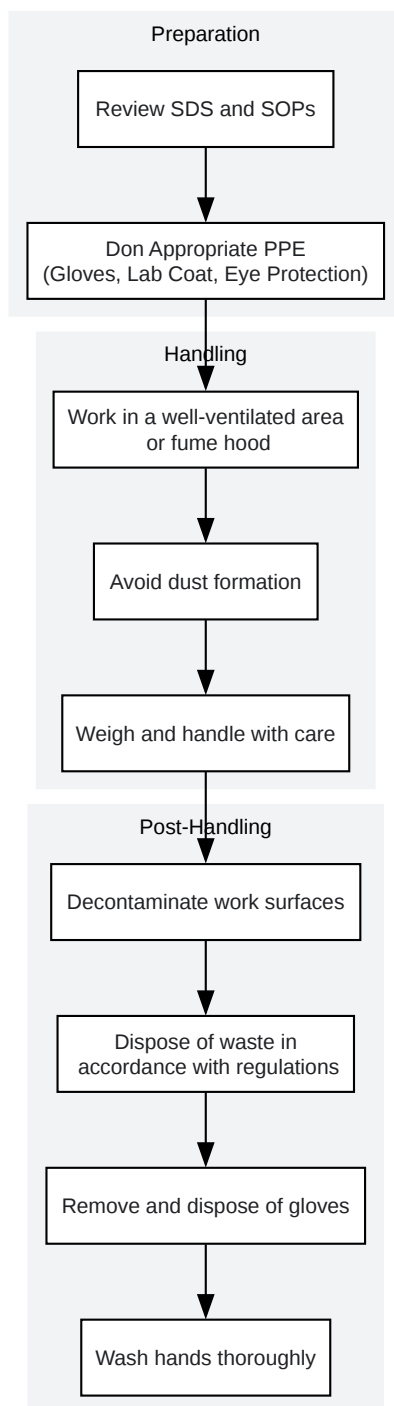 Preparation
Review SDS and SOPs
Don Appropriate PPE
(Gloves, Lab Coat, Eye Protection)
Handling
Work in a well-ventilated area
or fume hood
Avoid dust formation
Weigh and handle with care
Post-Handling
Decontaminate work surfaces
Dispose of waste in
accordance with regulations
Remove and dispose of gloves
Wash hands thoroughly